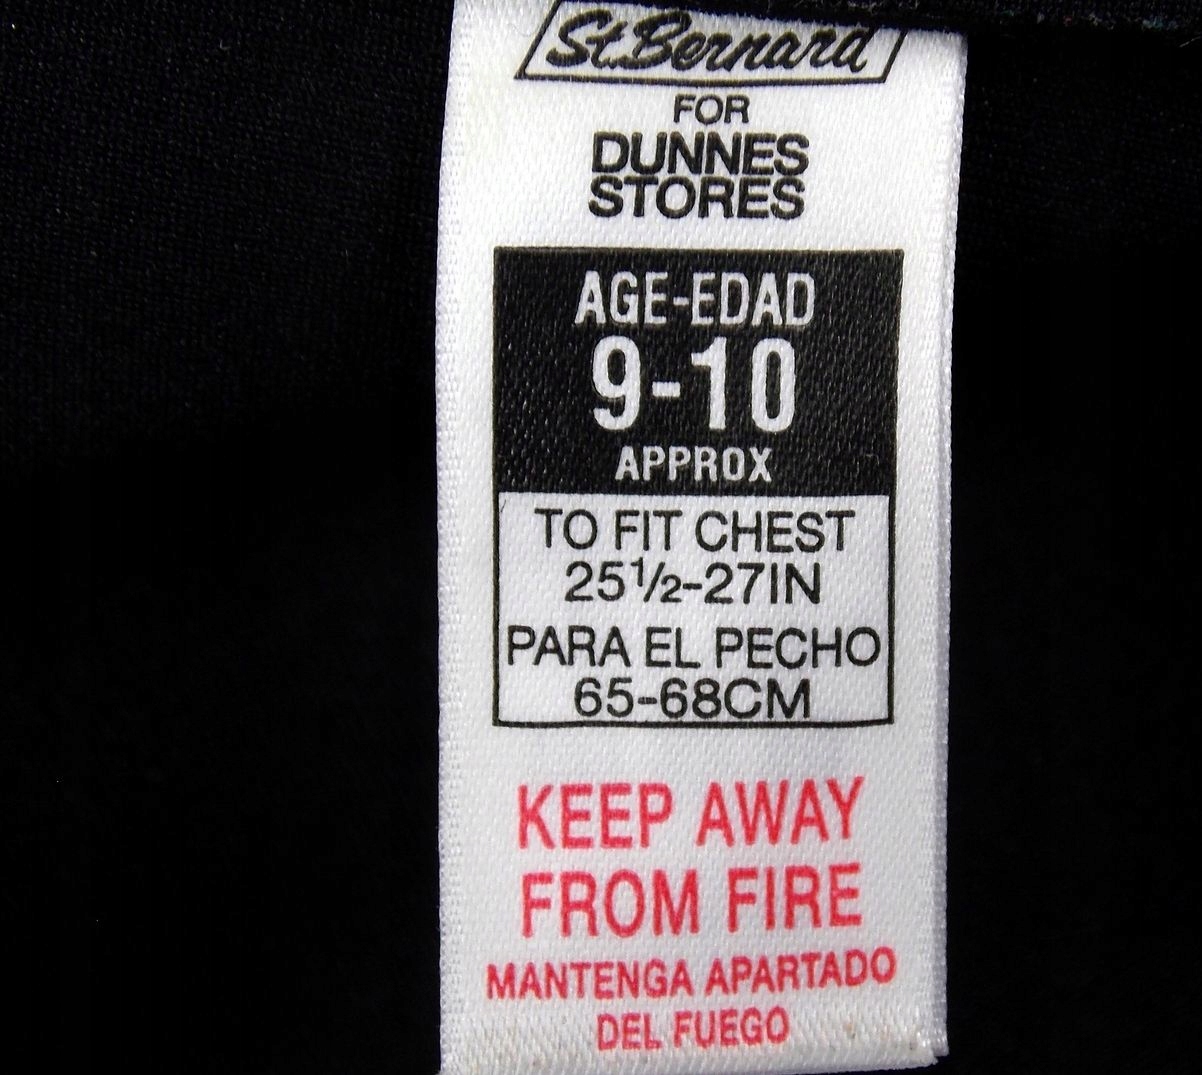 St.Bernard
FOR
DUNNES
STORES
AGE-EDAD
9-10
APPROX
TO FIT CHEST
25½-27IN
PARA EL PECHO
65-68CM
KEEP AWAY
FROM FIRE
MANTENGA APARTADO
DEL FUEGO